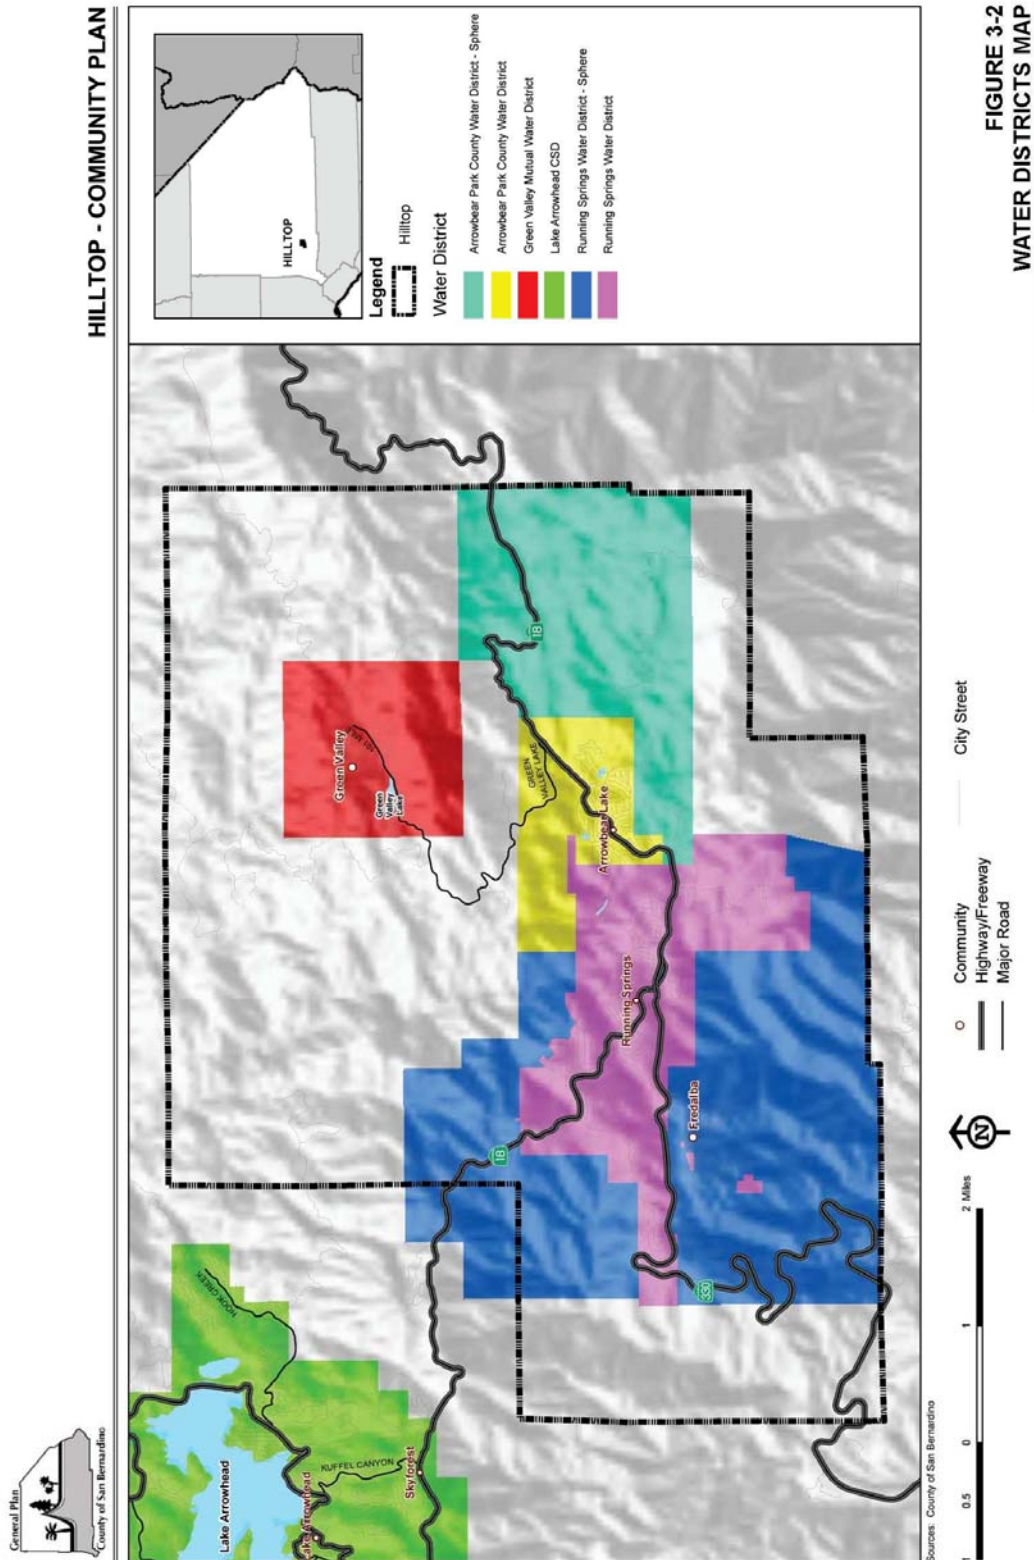 General Plan
County of San Bernardino
HILLTOP - COMMUNITY PLAN
Lake Arrowhead
Lake Arrowhead
Skyforest
KUFFEL CANYON
HOOK CREEK
18
330
Fredalba
Running Springs
Arrowbear Lake
GREEN
VALLEY LAKE
Green Valley
Green
Valley
Lake
18
HILLTOP
Legend
Hilltop
Water District
Arrowbear Park County Water District - Sphere
Arrowbear Park County Water District
Green Valley Mutual Water District
Lake Arrowhead CSD
Running Springs Water District - Sphere
Running Springs Water District
Sources: County of San Bernardino
1 0.5 0 1 2 Miles
N
Community
Highway/Freeway
Major Road
City Street
FIGURE 3-2
WATER DISTRICTS MAP